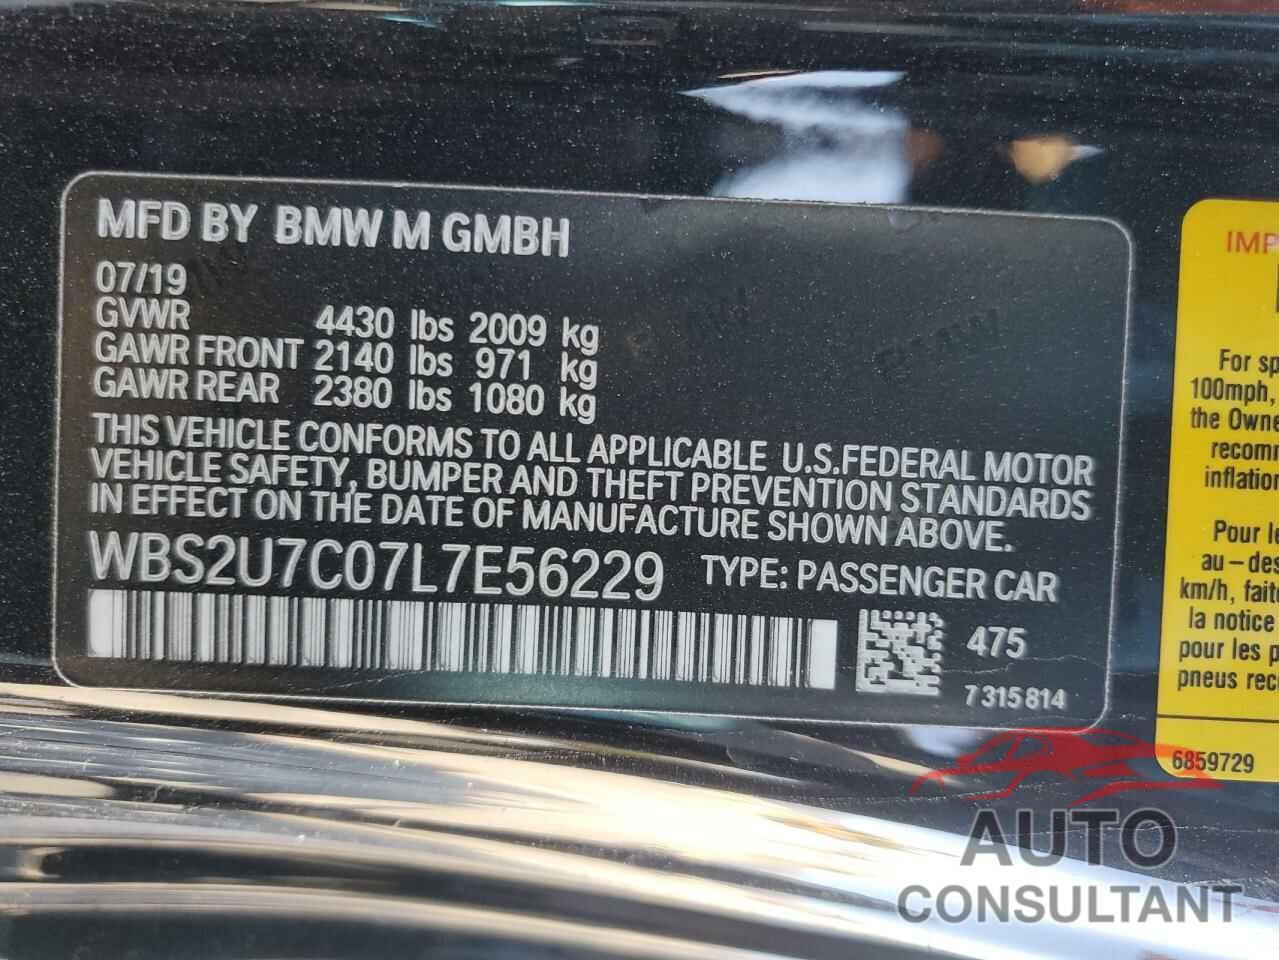 MFD BY BMW M GMBH
07/19
GVWR 4430 lbs 2009 kg
GAWR FRONT 2140 lbs 971 kg
GAWR REAR 2380 lbs 1080 kg
THIS VEHICLE CONFORMS TO ALL APPLICABLE U.S.FEDERAL MOTOR
VEHICLE SAFETY, BUMPER AND THEFT PREVENTION STANDARDS
IN EFFECT ON THE DATE OF MANUFACTURE SHOWN ABOVE.
WBS2U7C07L7E56229 TYPE: PASSENGER CAR
475
7 315 814
IMP
For sp
100mph,
the Owne
recomm
inflation
Pour le
au-des
km/h, faite
la notice
pour les p
pneus rec
6859729
AUTO
CONSULTANT